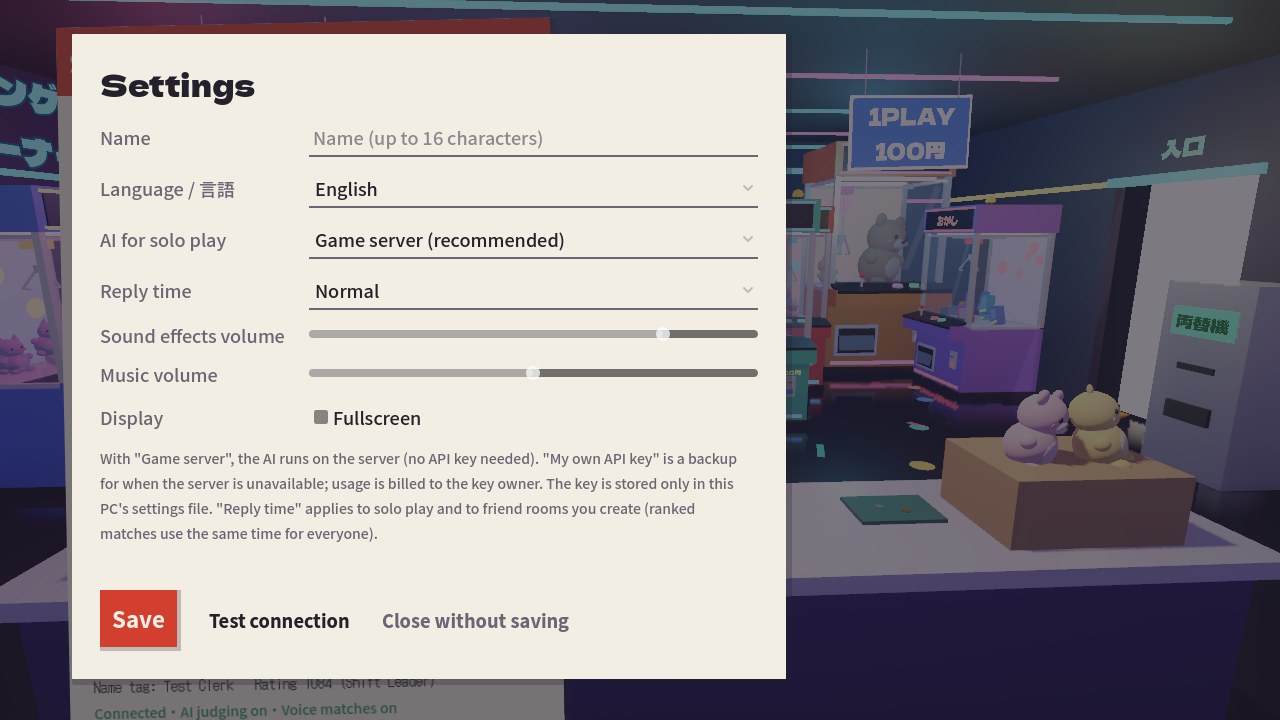 Settings
Name
Name (up to 16 characters)
Language / 言語
English
AI for solo play
Game server (recommended)
Reply time
Normal
Sound effects volume
Music volume
Display
Fullscreen
With "Game server", the AI runs on the server (no API key needed). "My own API key" is a backup
for when the server is unavailable; usage is billed to the key owner. The key is stored only in this
PC's settings file. "Reply time" applies to solo play and to friend rooms you create (ranked
matches use the same time for everyone).
Save
Test connection
Close without saving
Name tag: Test Clerk Rating 1084 (Shift Leader)
Connected・AI judging on・Voice matches on
1PLAY
100円
入口
おかし
両替機